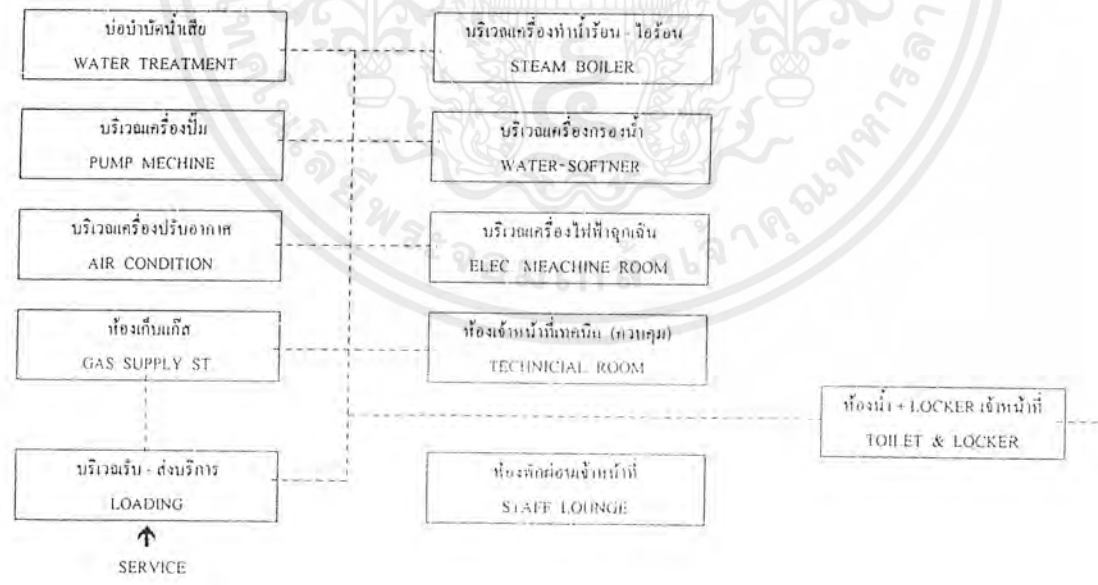 บ่อบำบัดน้ำเสีย
WATER TREATMENT
บริเวณเครื่องทำน้ำร้อน - ไอร้อน
STEAM BOILER
บริเวณเครื่องปั๊ม
PUMP MECHINE
บริเวณเครื่องกรองน้ำ
WATER-SOFTNER
บริเวณเครื่องปรับอากาศ
AIR CONDITION
บริเวณเครื่องไฟฟ้าฉุกเฉิน
ELEC MEACHINE ROOM
ห้องเก็บแก๊ส
GAS SUPPLY ST.
ห้องเจ้าหน้าที่เทคนิค (ควบคุม)
TECHNICIAL ROOM
ห้องน้ำ + LOCKER เจ้าหน้าที่
TOILET & LOCKER
บริเวณรับ - ส่งบริการ
LOADING
ห้องพักผ่อนเจ้าหน้าที่
STAFF LOUNGE
SERVICE